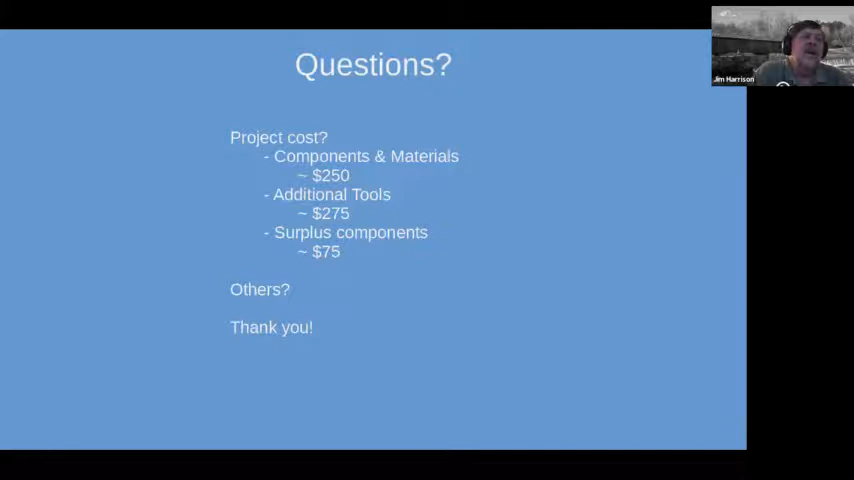 Questions?
Jim Harrison
Project cost?
- Components & Materials
~ $250
- Additional Tools
~ $275
- Surplus components
~ $75
Others?
Thank you!